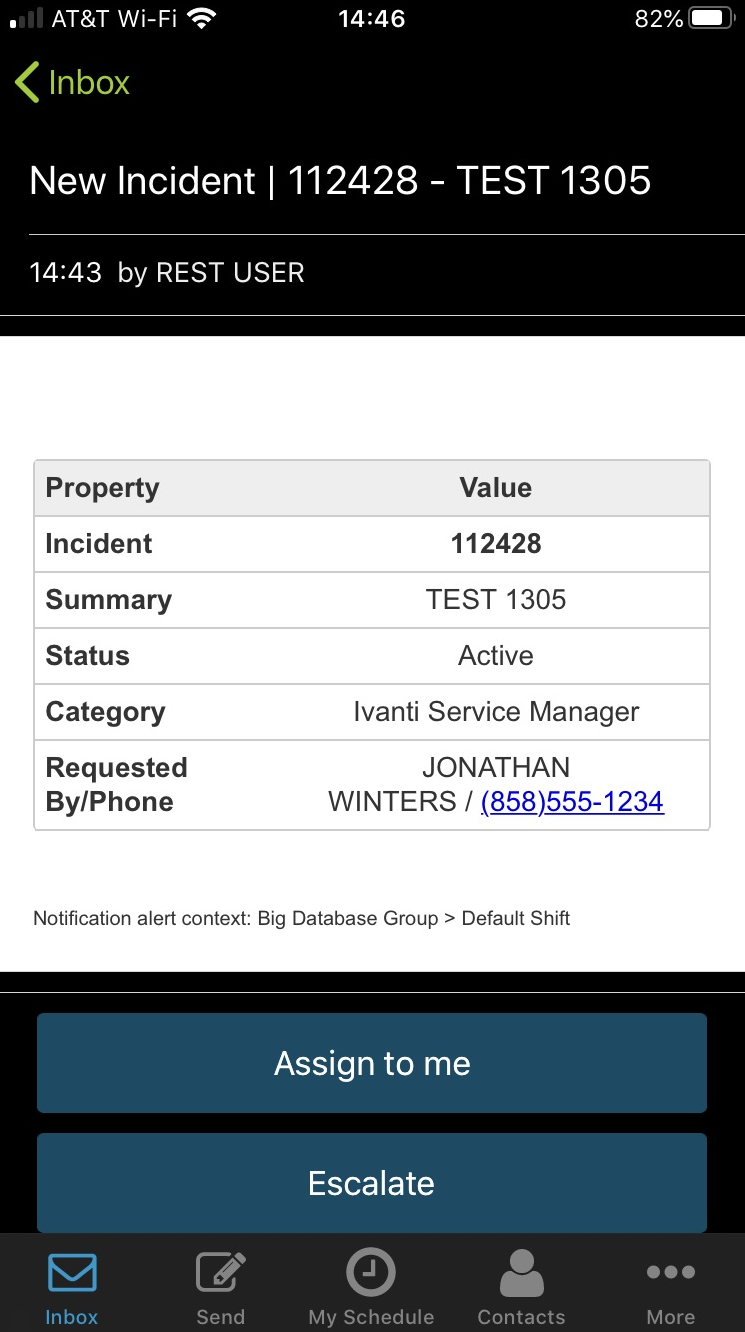 AT&T Wi-Fi 14:46 82%
Inbox
New Incident | 112428 - TEST 1305
14:43 by REST USER
Property Value
Incident 112428
Summary TEST 1305
Status Active
Category Ivanti Service Manager
Requested JONATHAN
By/Phone WINTERS / (858)555-1234
Notification alert context: Big Database Group > Default Shift
Assign to me
Escalate
Inbox Send My Schedule Contacts More